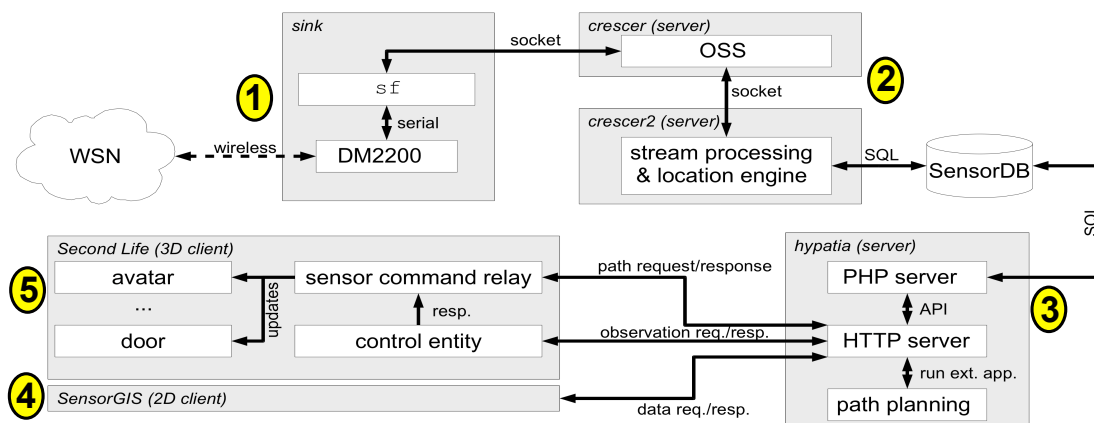 sink
crescer (server)
socket
OSS
1
sf
2
socket
serial
crescer2 (server)
WSN
wireless
DM2200
stream processing
& location engine
SQL
SensorDB
Second Life (3D client)
hypatia (server)
5
avatar
sensor command relay
path request/response
PHP server
...
updates
resp.
API
3
door
control entity
observation req./resp.
HTTP server
4
SensorGIS (2D client)
data req./resp.
run ext. app.
path planning